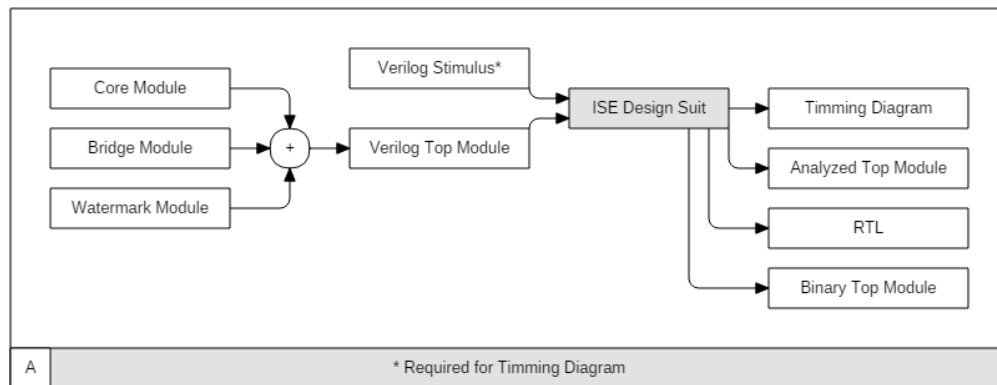 Verilog Stimulus*
Core Module
ISE Design Suit
Timming Diagram
Bridge Module
+
Verilog Top Module
Analyzed Top Module
Watermark Module
RTL
Binary Top Module
A
* Required for Timming Diagram